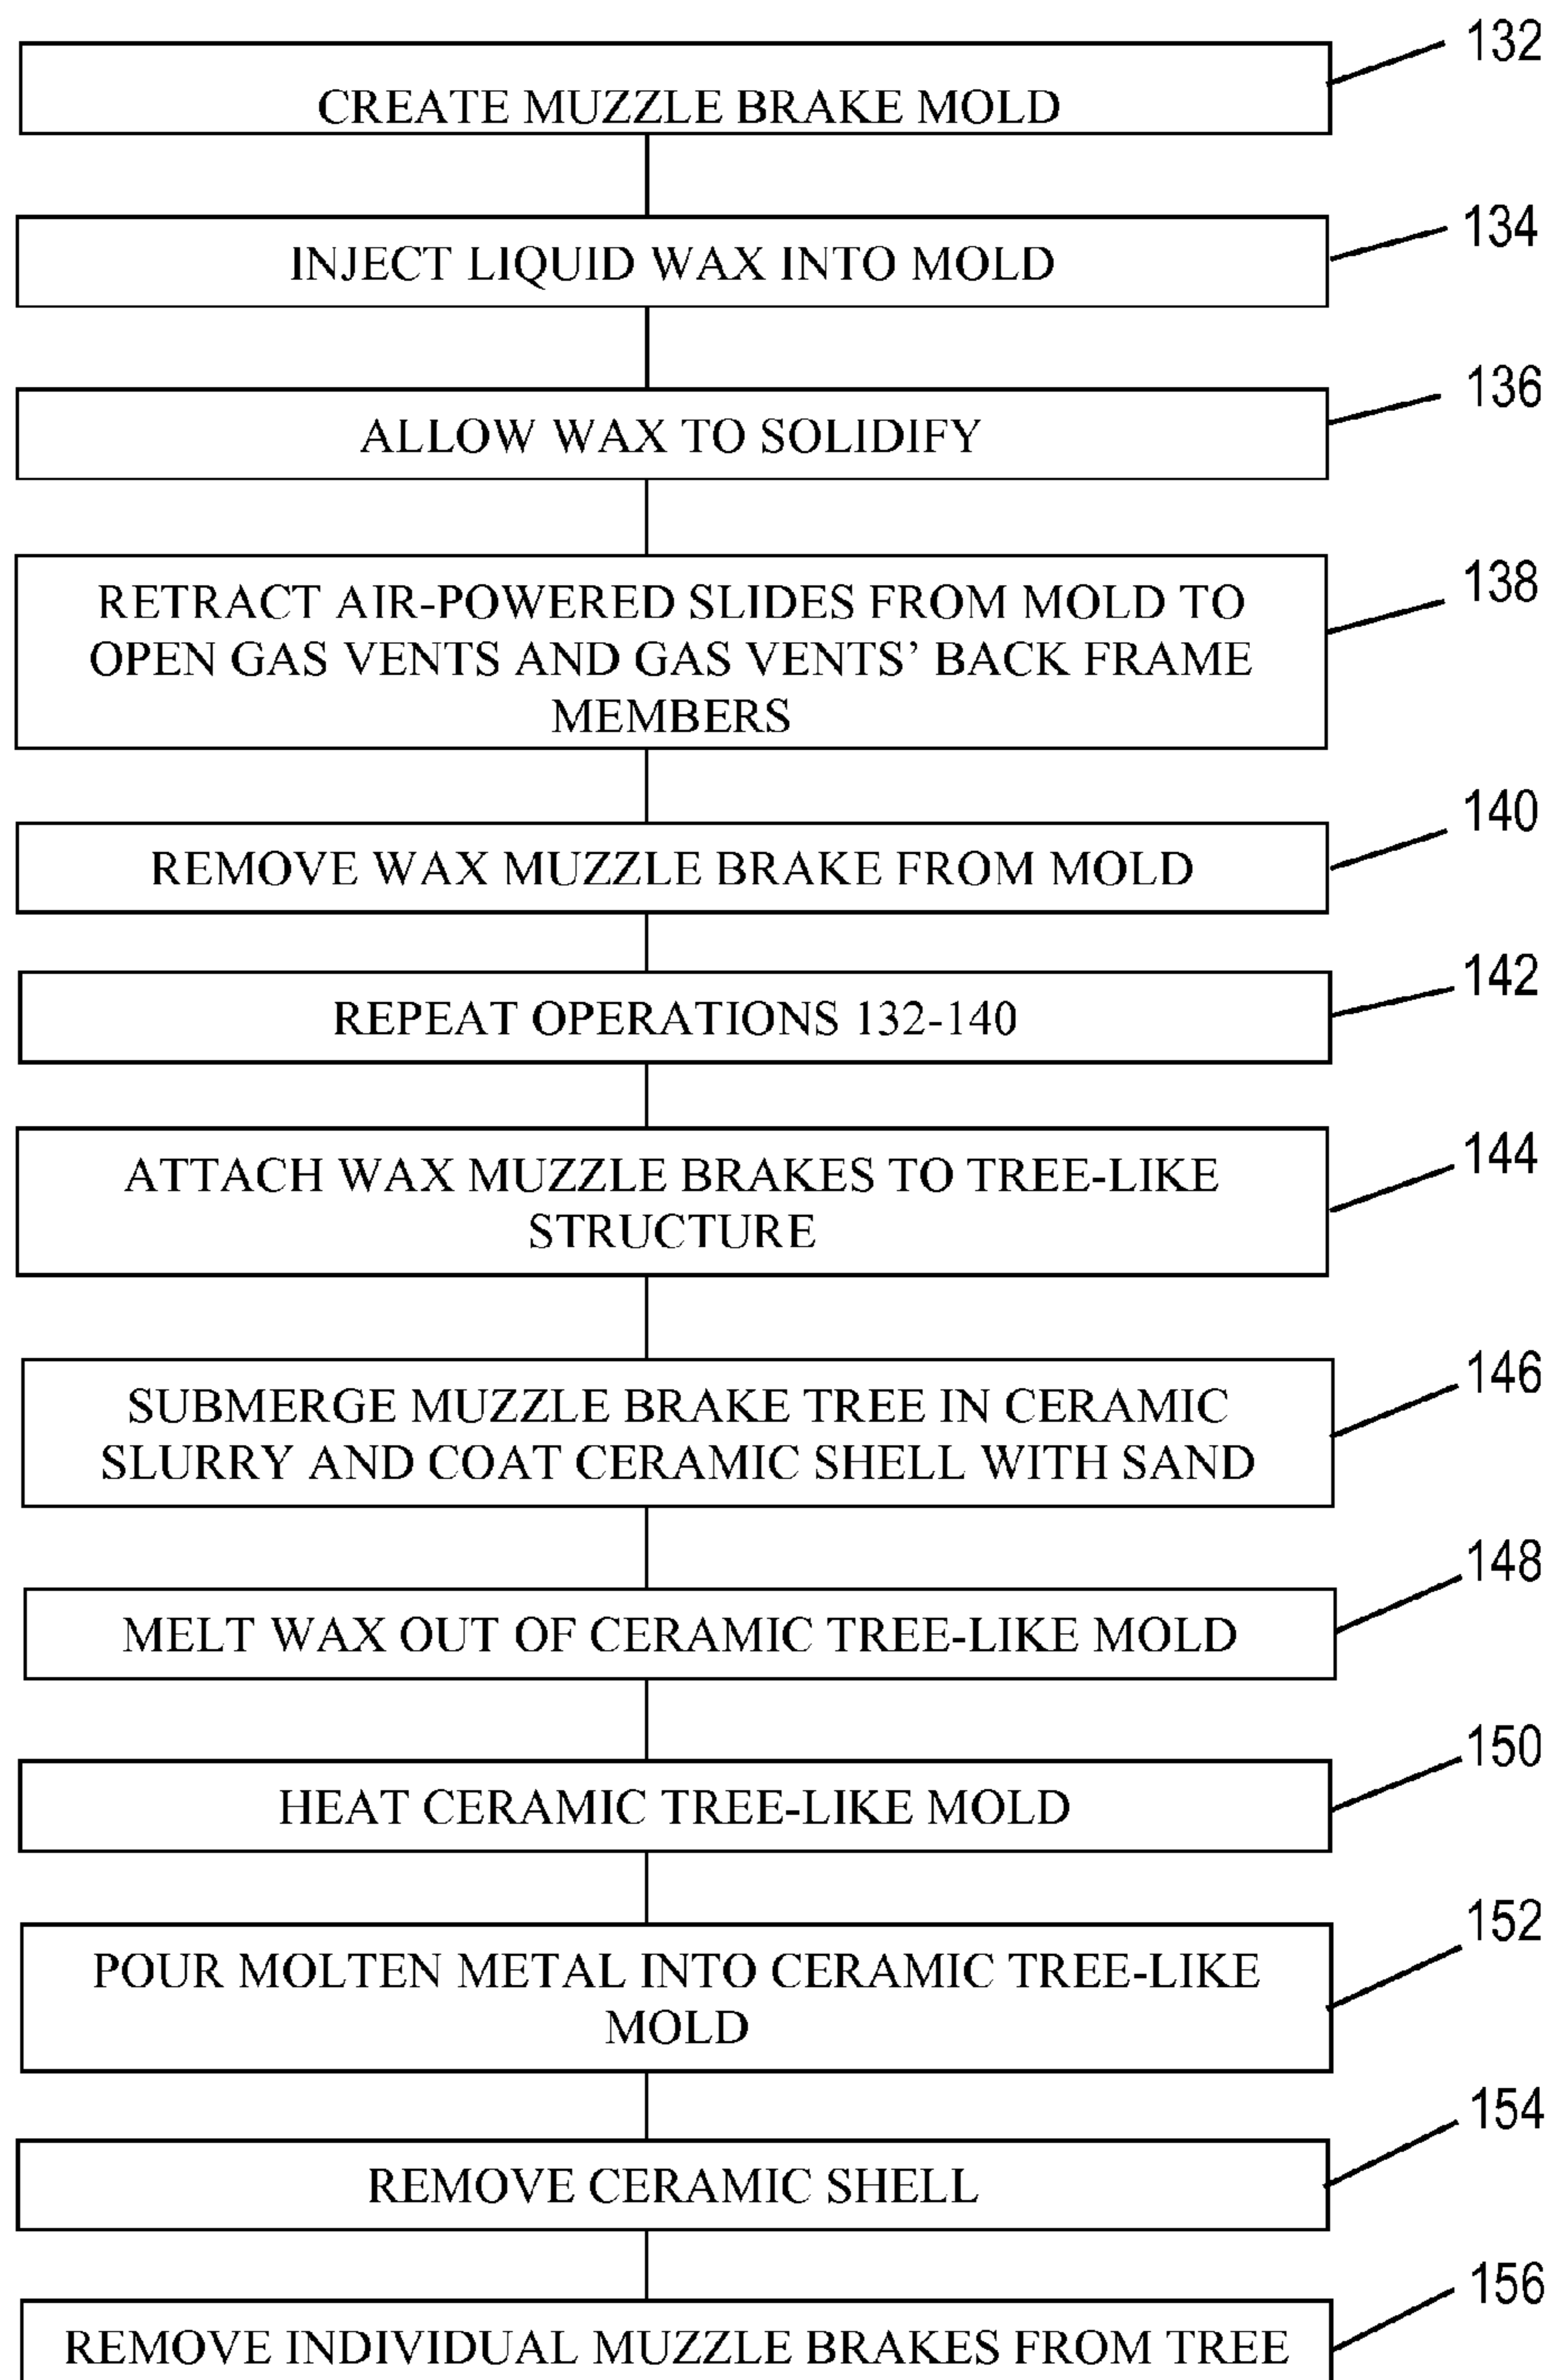 132
CREATE MUZZLE BRAKE MOLD
134
INJECT LIQUID WAX INTO MOLD
136
ALLOW WAX TO SOLIDIFY
138
RETRACT AIR-POWERED SLIDES FROM MOLD TO
OPEN GAS VENTS AND GAS VENTS’ BACK FRAME
MEMBERS
140
REMOVE WAX MUZZLE BRAKE FROM MOLD
142
REPEAT OPERATIONS 132-140
144
ATTACH WAX MUZZLE BRAKES TO TREE-LIKE
STRUCTURE
146
SUBMERGE MUZZLE BRAKE TREE IN CERAMIC
SLURRY AND COAT CERAMIC SHELL WITH SAND
148
MELT WAX OUT OF CERAMIC TREE-LIKE MOLD
150
HEAT CERAMIC TREE-LIKE MOLD
152
POUR MOLTEN METAL INTO CERAMIC TREE-LIKE
MOLD
154
REMOVE CERAMIC SHELL
156
REMOVE INDIVIDUAL MUZZLE BRAKES FROM TREE